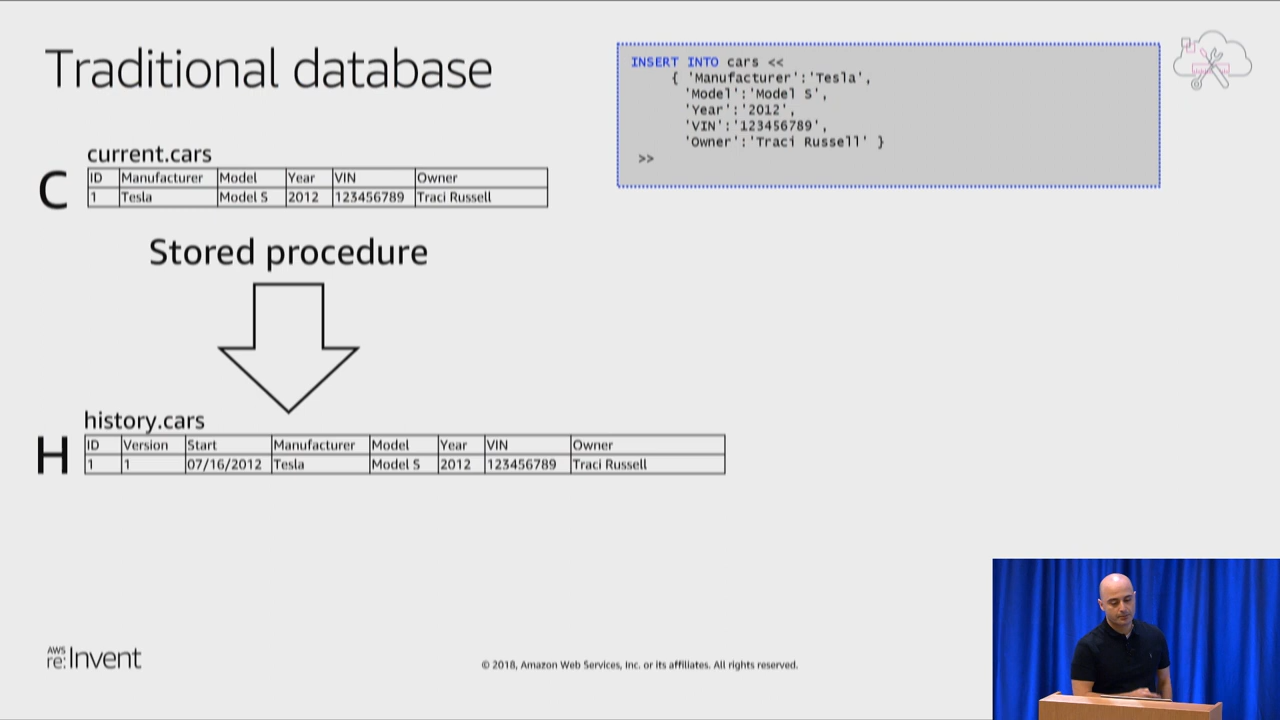 Traditional database
INSERT INTO cars <<
{ 'Manufacturer':'Tesla',
'Model':'Model S',
'Year':'2012',
'VIN':'123456789',
'Owner':'Traci Russell' }
>>
current.cars
C
ID Manufacturer Model Year VIN Owner
1 Tesla Model S 2012 123456789 Traci Russell
Stored procedure
history.cars
H
ID Version Start Manufacturer Model Year VIN Owner
1 1 07/16/2012 Tesla Model S 2012 123456789 Traci Russell
AWS
re:Invent
© 2018, Amazon Web Services, Inc. or its affiliates. All rights reserved.